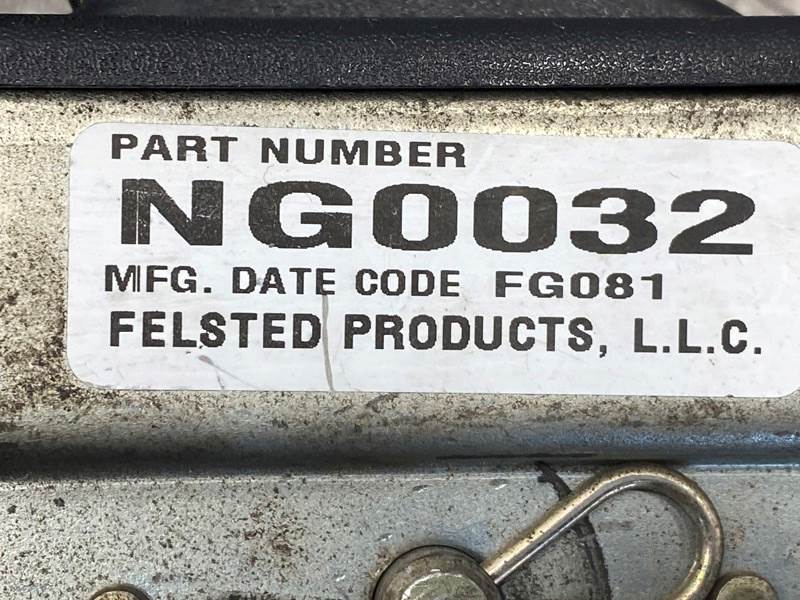 PART NUMBER
NG0032
MFG. DATE CODE FG081
FELSTED PRODUCTS, L.L.C.